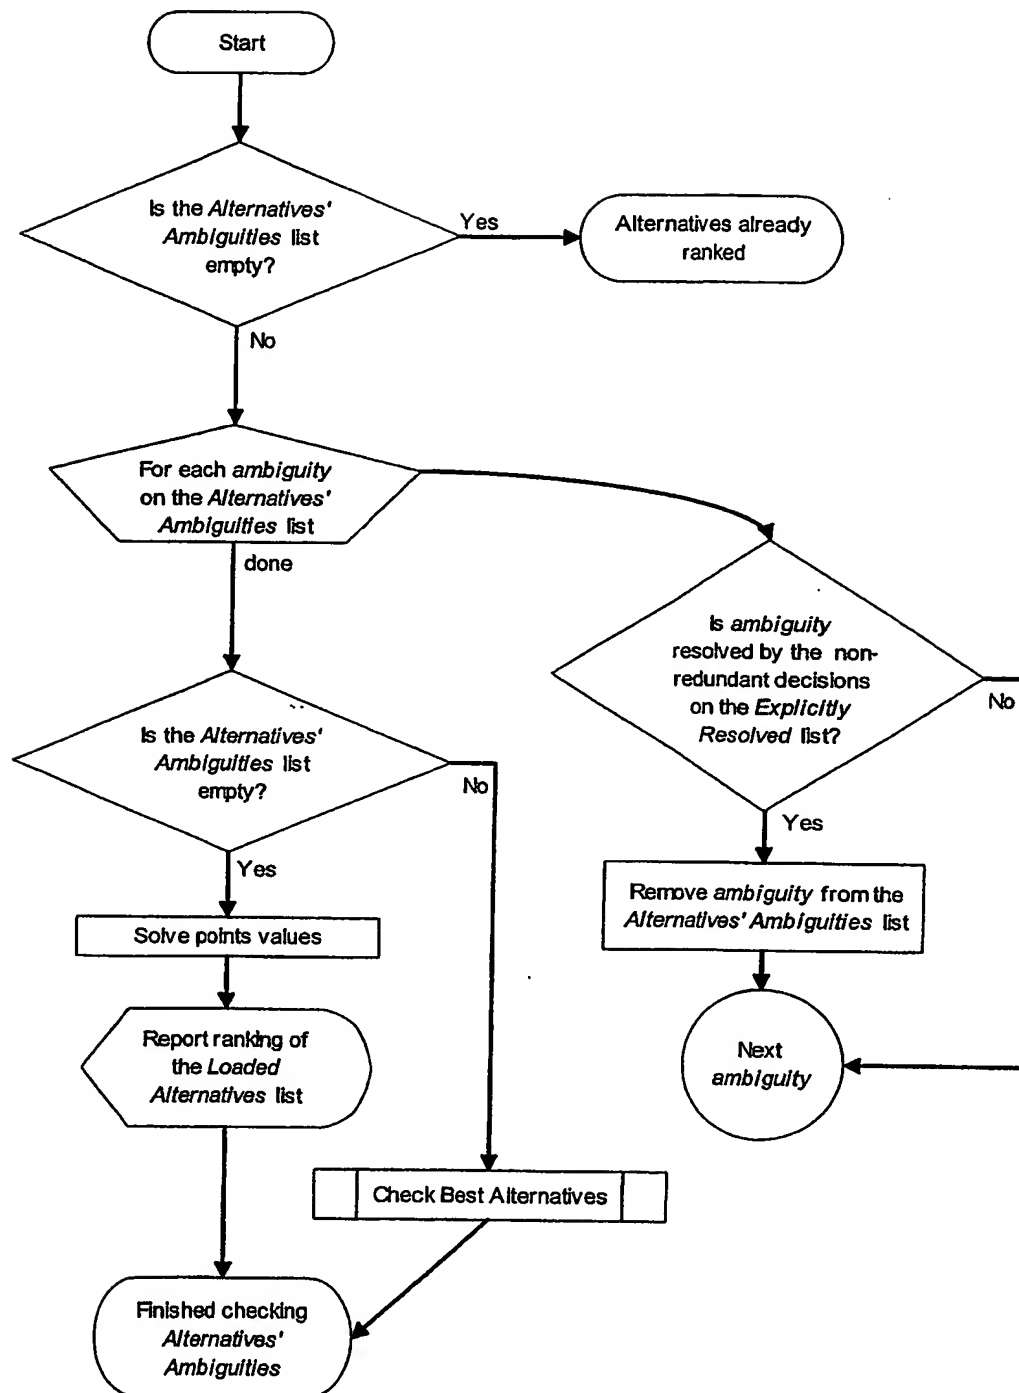 Start
Is the Alternatives'
Ambiguities list
empty?
Yes
Alternatives already
ranked
No
For each ambiguity
on the Alternatives'
Ambiguities list
done
Is ambiguity
resolved by the non-
redundant decisions
on the Explicitly
Resolved list?
No
Is the Alternatives'
Ambiguities list
empty?
No
Yes
Yes
Remove ambiguity from the
Alternatives' Ambiguities list
Solve points values
Report ranking of
the Loaded
Alternatives list
Next
ambiguity
Check Best Alternatives
Finished checking
Alternatives'
Ambiguities